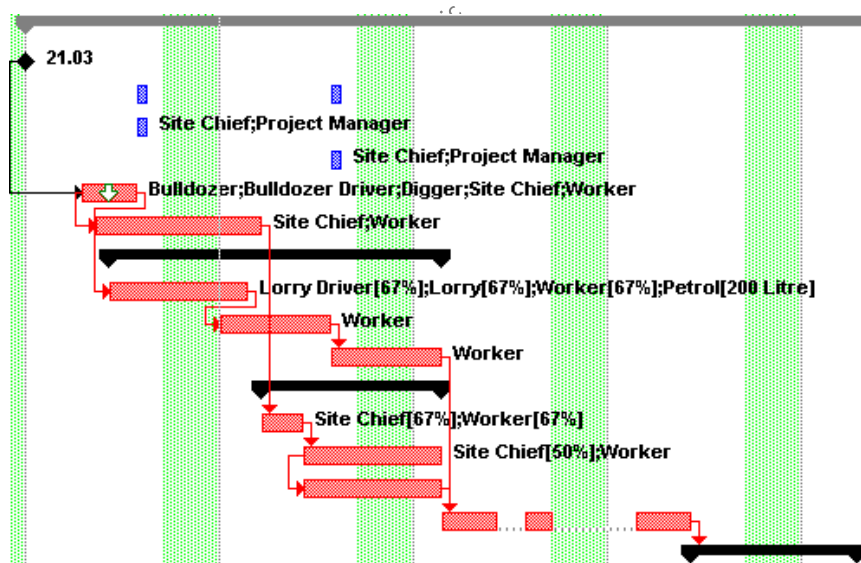 21.03
Site Chief;Project Manager
Site Chief;Project Manager
Bulldozer;Bulldozer Driver;Digger;Site Chief;Worker
Site Chief;Worker
Lorry Driver[67%];Lorry[67%];Worker[67%];Petrol[200 Litre]
Worker
Worker
Site Chief[67%];Worker[67%]
Site Chief[50%];Worker